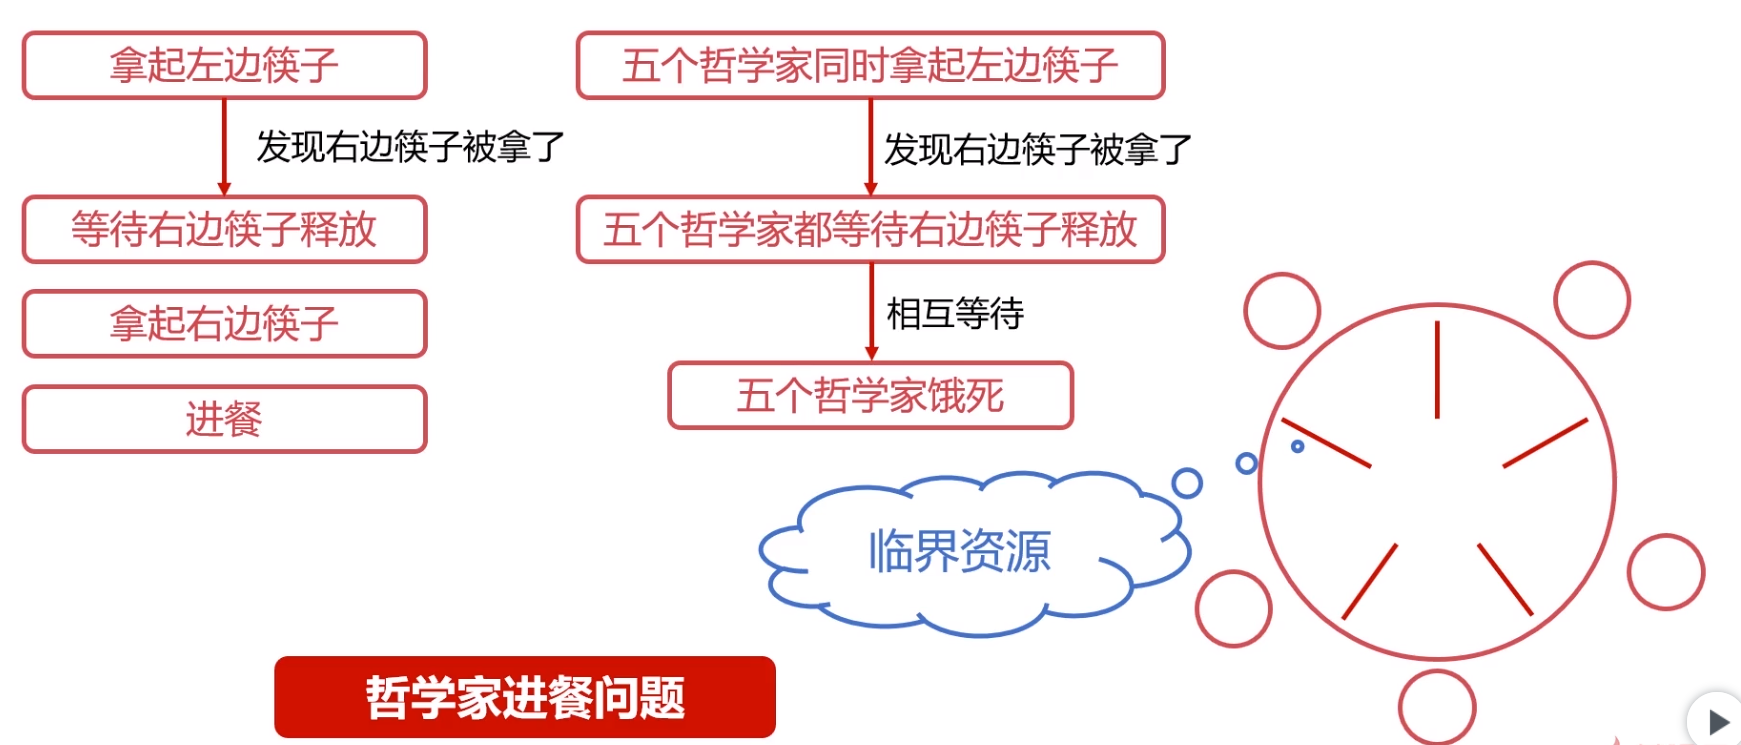 拿起左边筷子
发现右边筷子被拿了
等待右边筷子释放
拿起右边筷子
进餐
五个哲学家同时拿起左边筷子
发现右边筷子被拿了
五个哲学家都等待右边筷子释放
相互等待
五个哲学家饿死
临界资源
哲学家进餐问题